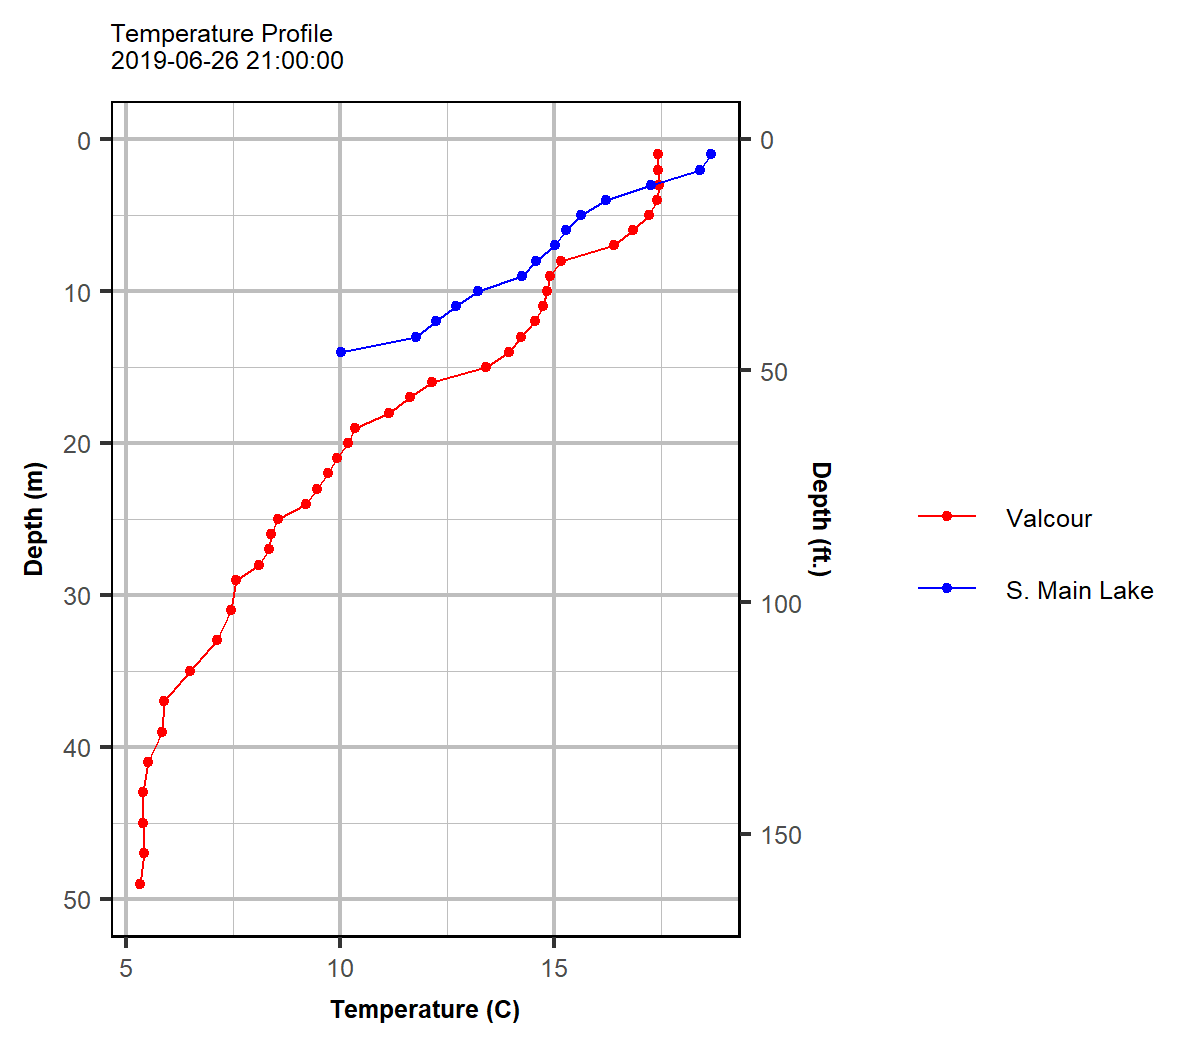 Temperature Profile
2019-06-26 21:00:00
0
10
20
30
40
50
Depth (m)
5
10
15
Temperature (C)
0
50
100
150
Depth (ft.)
Valcour
S. Main Lake